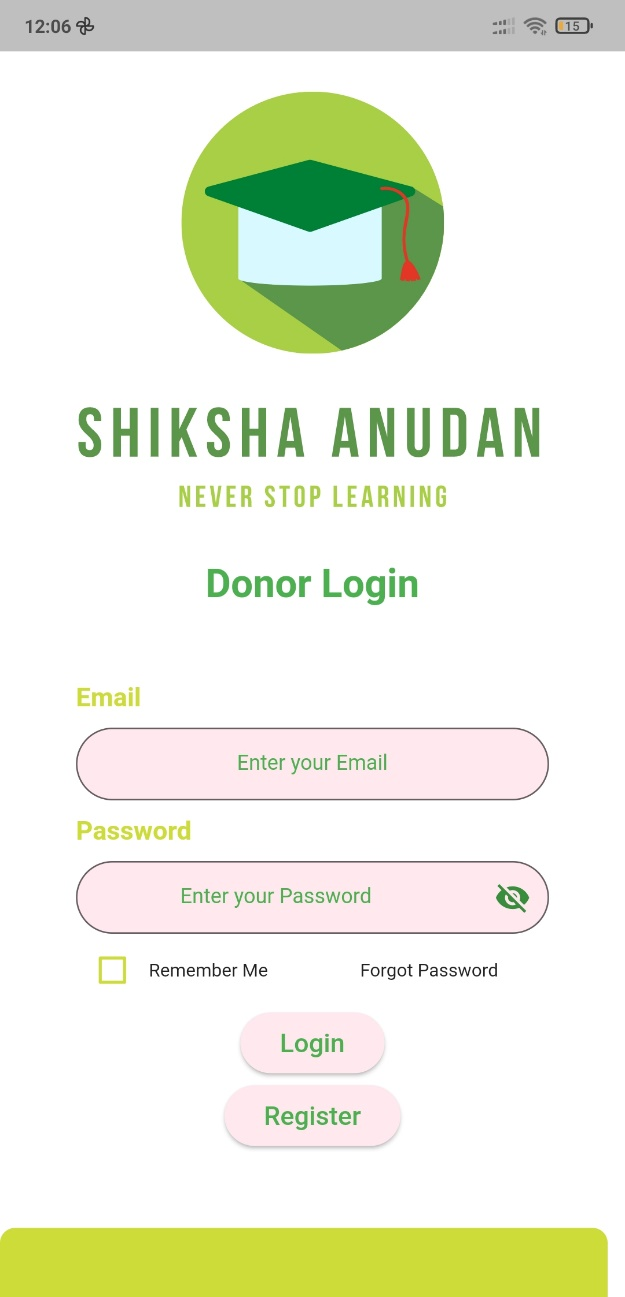 12:06
15
SHIKSHA ANUDAN
NEVER STOP LEARNING
Donor Login
Email
Enter your Email
Password
Enter your Password
Remember Me Forgot Password
Login
Register